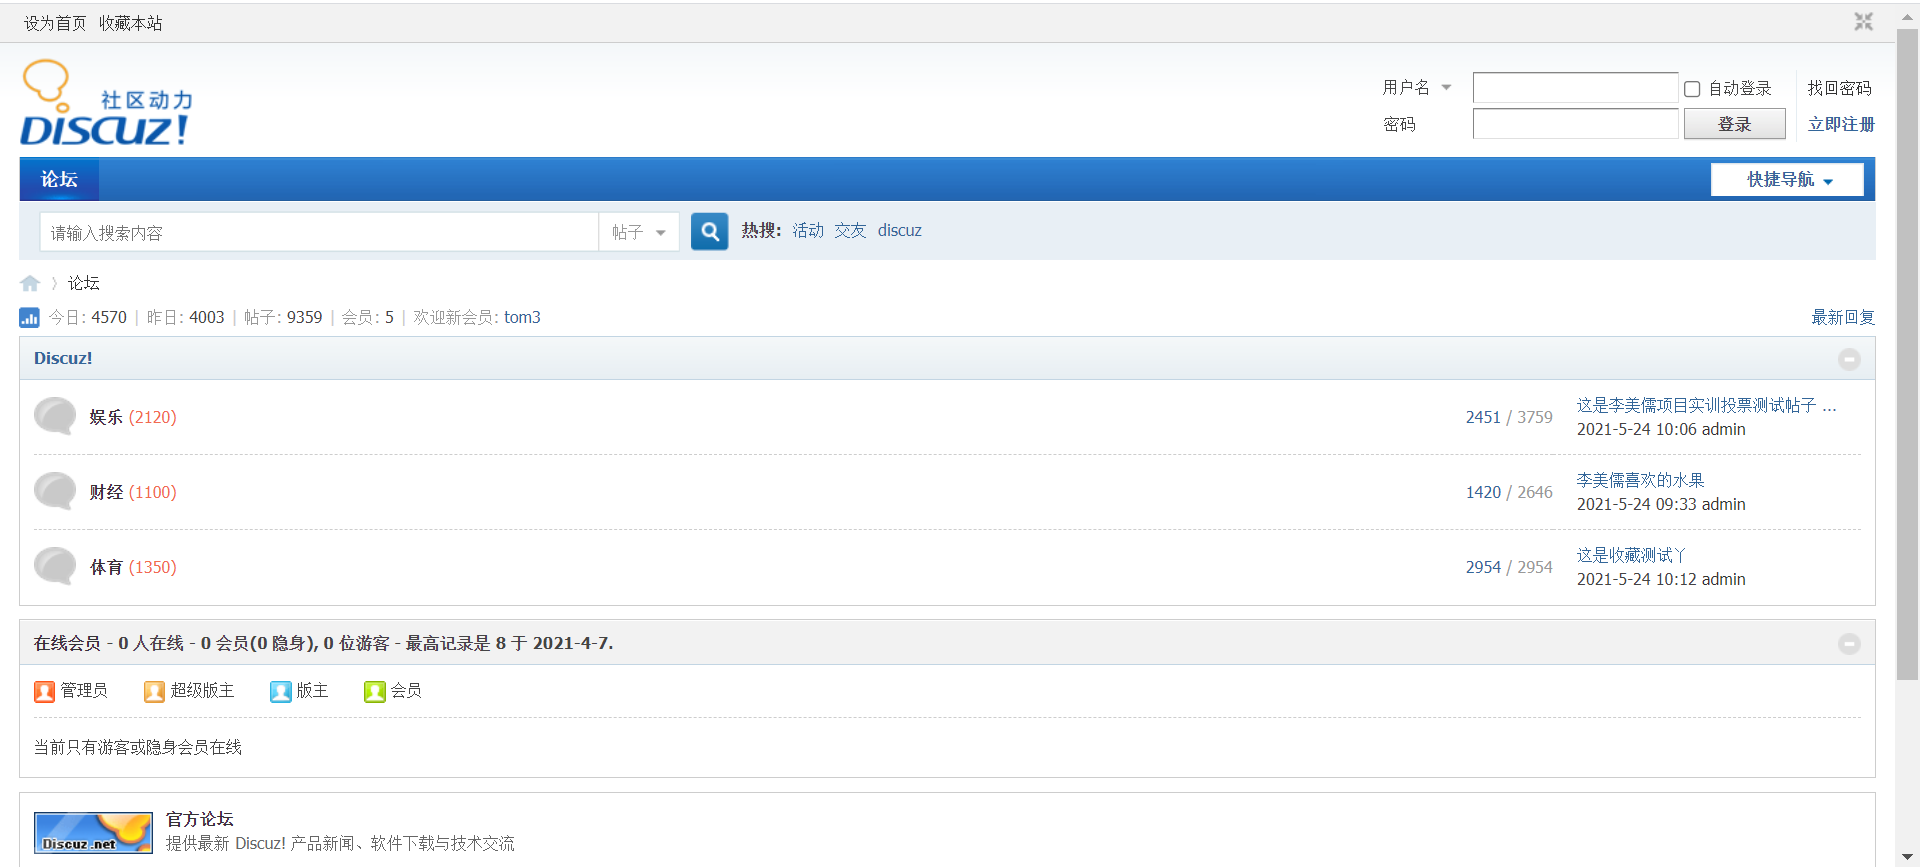 设为首页 收藏本站
社区动力
DISCUZ!
用户名 自动登录 找回密码
密码 登录 立即注册
论坛 快捷导航
请输入搜索内容 帖子 热搜: 活动 交友 discuz
论坛
今日: 4570 | 昨日: 4003 | 帖子: 9359 | 会员: 5 | 欢迎新会员: tom3 最新回复
Discuz!
娱乐 (2120) 2451 / 3759 这是李美儒项目实训投票测试帖子 ...
2021-5-24 10:06 admin
财经 (1100) 1420 / 2646 李美儒喜欢的水果
2021-5-24 09:33 admin
体育 (1350) 2954 / 2954 这是收藏测试丫
2021-5-24 10:12 admin
在线会员 - 0 人在线 - 0 会员(0 隐身), 0 位游客 - 最高记录是 8 于 2021-4-7.
管理员 超级版主 版主 会员
当前只有游客或隐身会员在线
Discuz.net 官方论坛
提供最新 Discuz! 产品新闻、软件下载与技术交流